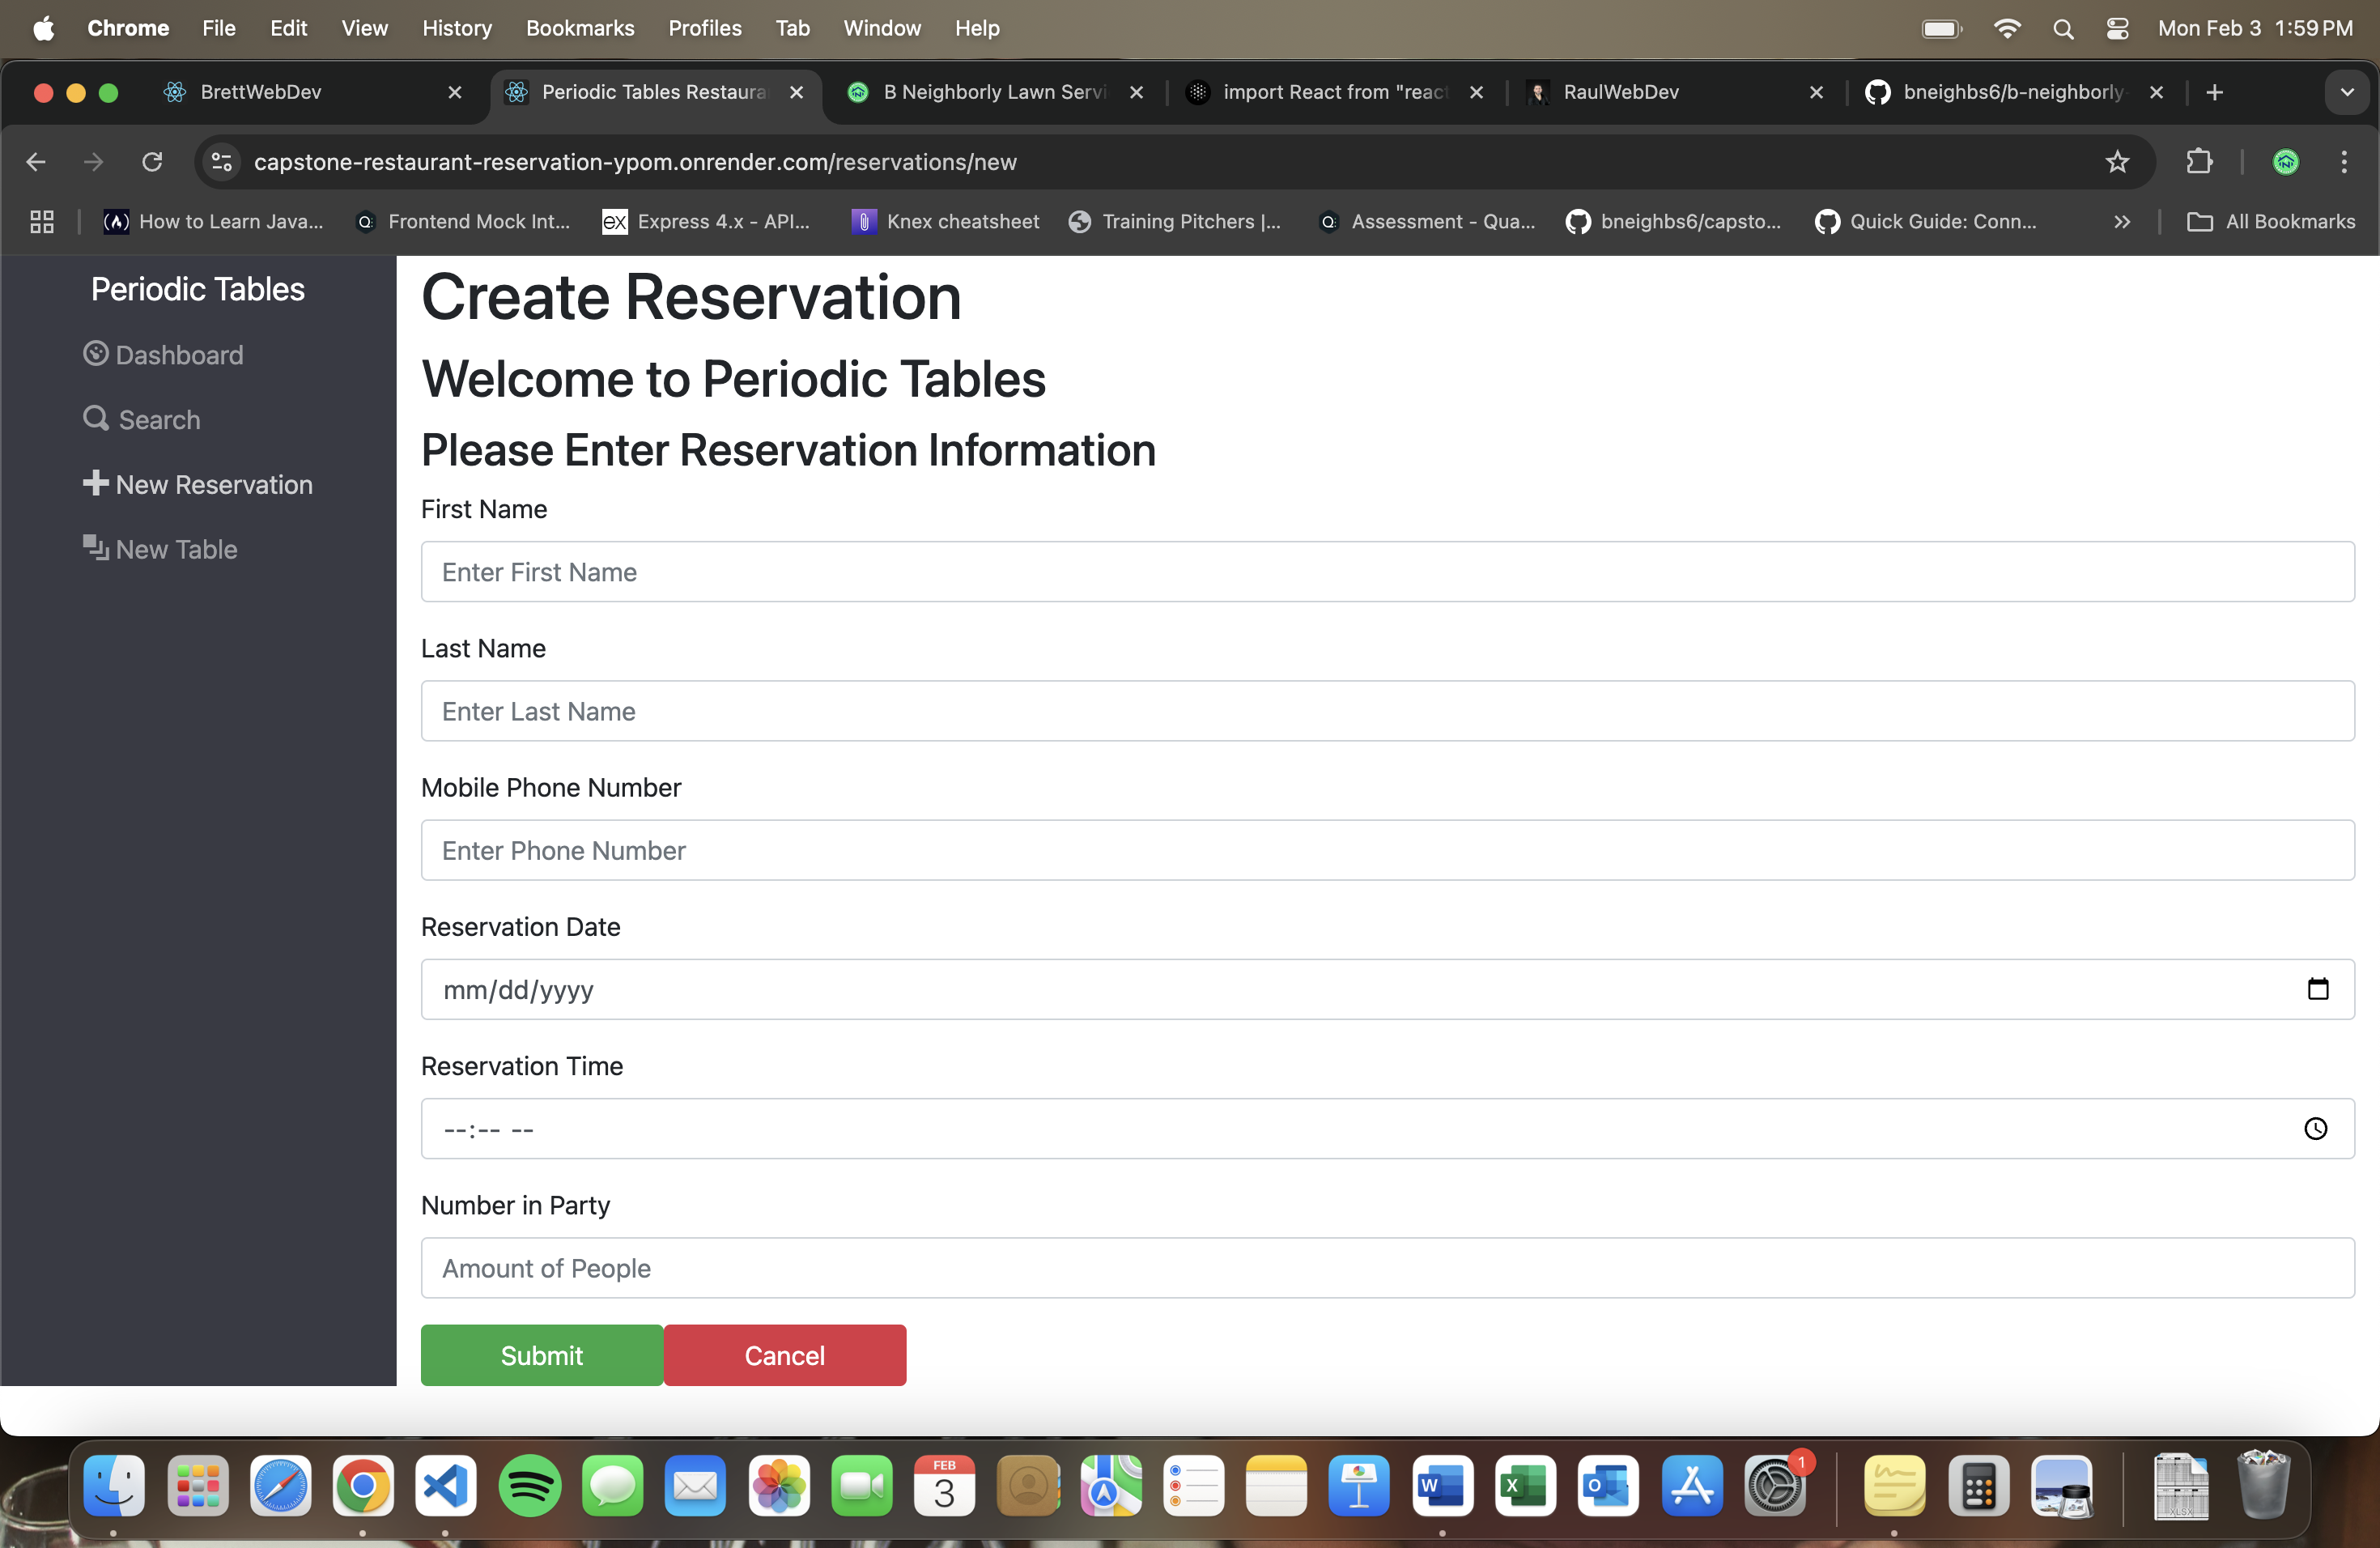 Chrome File Edit View History Bookmarks Profiles Tab Window Help Mon Feb 3 1:59 PM
BrettWebDev Periodic Tables Restaura B Neighborly Lawn Servi import React from "react RaulWebDev bneighbs6/b-neighborly-
capstone-restaurant-reservation-ypom.onrender.com/reservations/new
How to Learn Java... Frontend Mock Int... ex Express 4.x - API... Knex cheatsheet Training Pitchers |... Assessment - Qua... bneighbs6/capsto... Quick Guide: Conn... » All Bookmarks
Periodic Tables
Dashboard
Search
New Reservation
New Table
Create Reservation
Welcome to Periodic Tables
Please Enter Reservation Information
First Name
Enter First Name
Last Name
Enter Last Name
Mobile Phone Number
Enter Phone Number
Reservation Date
mm/dd/yyyy
Reservation Time
--:-- --
Number in Party
Amount of People
Submit Cancel
FEB
3
W
X
O
1
XLSX